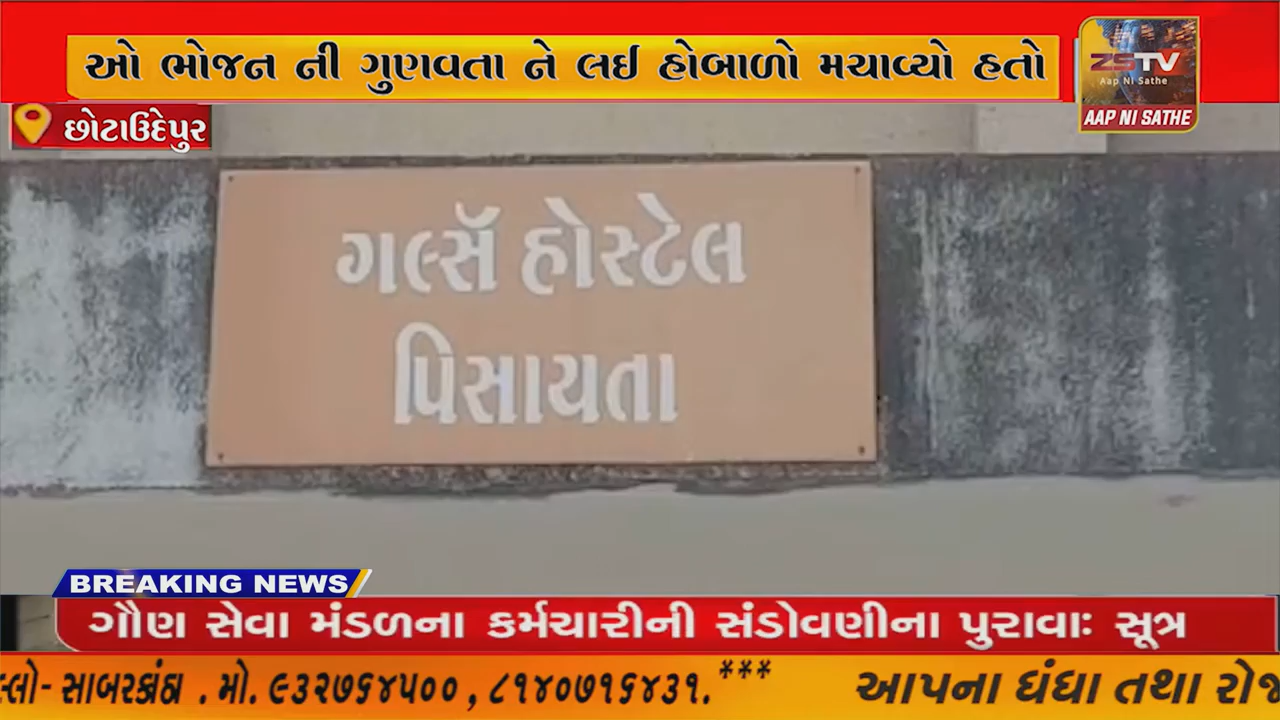 ઓ ભોજન ની ગુણવતા ને લઈ હોબાળો મચાવ્યો હતો
ZSTV
Aap Ni Sathe
AAP NI SATHE
છોટાઉદેપુર
ગર્લ્સ હોસ્ટેલ
પિસાયતા
BREAKING NEWS
ગૌણ સેવા મંડળના કર્મચારીની સંડોવણીના પુરાવાઃ સૂત્ર
લ્લો- સાબરકાંઠા . મો. ૯૩૨૭૬૪૫૦૦ , ૮૧૪૦૭૧૬૪૩૧. *** આપના ધંધા તથા રોજ